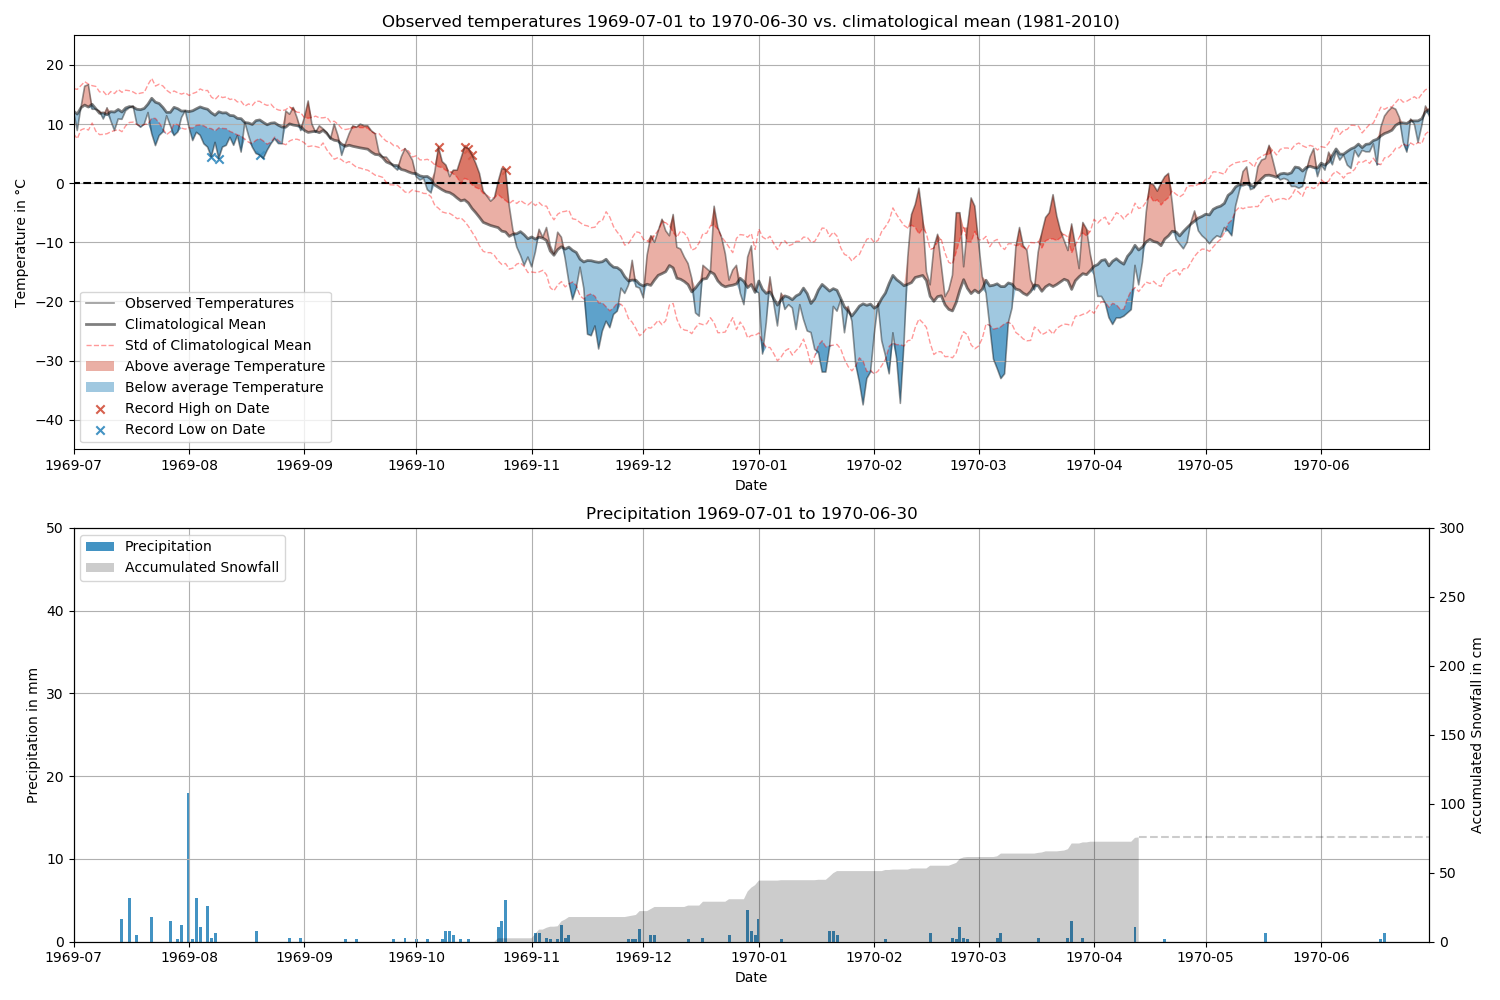 Observed temperatures 1969-07-01 to 1970-06-30 vs. climatological mean (1981-2010)
20
10
0
−10
−20
−30
−40
Temperature in °C
Observed Temperatures
Climatological Mean
Std of Climatological Mean
Above average Temperature
Below average Temperature
Record High on Date
Record Low on Date
1969-07 1969-08 1969-09 1969-10 1969-11 1969-12 1970-01 1970-02 1970-03 1970-04 1970-05 1970-06
Date
Precipitation 1969-07-01 to 1970-06-30
50
40
30
20
10
0
Precipitation in mm
Precipitation
Accumulated Snowfall
300
250
200
150
100
50
0
Accumulated Snowfall in cm
1969-07 1969-08 1969-09 1969-10 1969-11 1969-12 1970-01 1970-02 1970-03 1970-04 1970-05 1970-06
Date